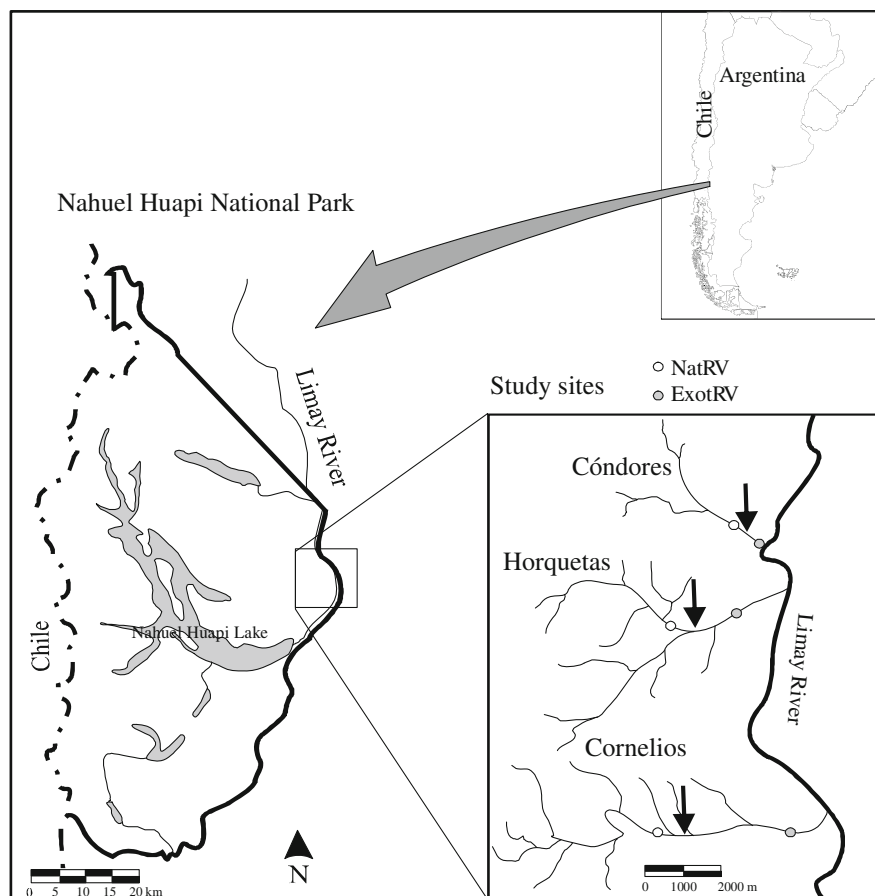 Argentina
Chile
Nahuel Huapi National Park
Limay River
Study sites
NatRV
ExotRV
Cóndores
Horquetas
Limay River
Cornelios
Nahuel Huapi Lake
Chile
N
0 5 10 15 20 km
0 1000 2000 m